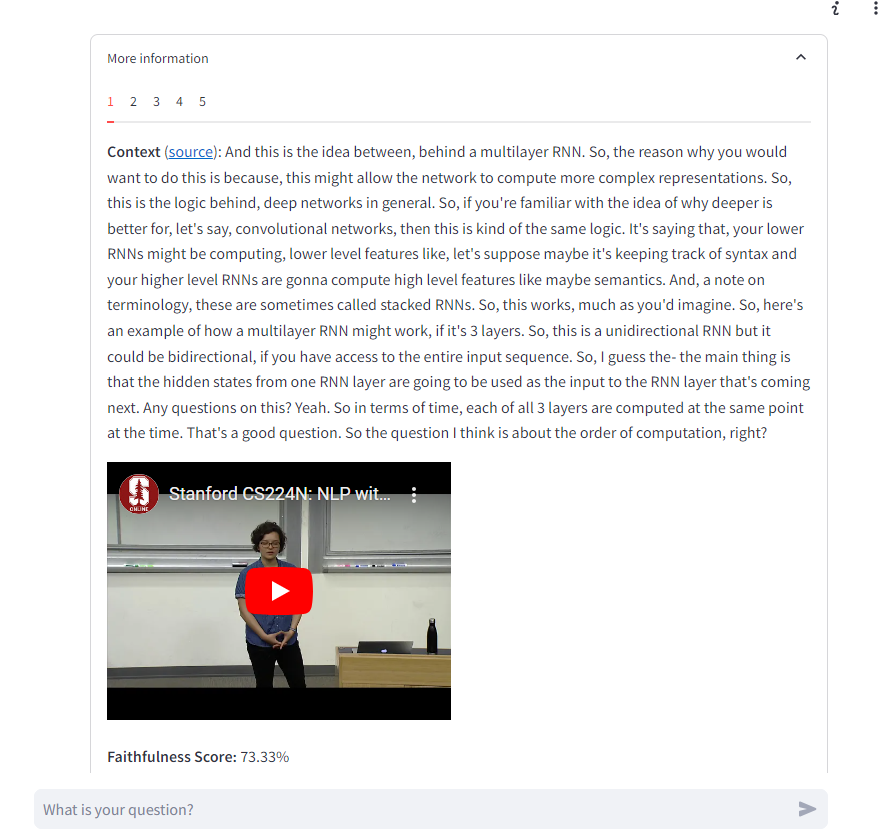 More information
1 2 3 4 5
Context (source): And this is the idea between, behind a multilayer RNN. So, the reason why you would
want to do this is because, this might allow the network to compute more complex representations. So,
this is the logic behind, deep networks in general. So, if you're familiar with the idea of why deeper is
better for, let's say, convolutional networks, then this is kind of the same logic. It's saying that, your lower
RNNs might be computing, lower level features like, let's suppose maybe it's keeping track of syntax and
your higher level RNNs are gonna compute high level features like maybe semantics. And, a note on
terminology, these are sometimes called stacked RNNs. So, this works, much as you'd imagine. So, here's
an example of how a multilayer RNN might work, if it's 3 layers. So, this is a unidirectional RNN but it
could be bidirectional, if you have access to the entire input sequence. So, I guess the- the main thing is
that the hidden states from one RNN layer are going to be used as the input to the RNN layer that's coming
next. Any questions on this? Yeah. So in terms of time, each of all 3 layers are computed at the same point
at the time. That's a good question. So the question I think is about the order of computation, right?
S ONLINE
Stanford CS224N: NLP wit...
Faithfulness Score: 73.33%
What is your question?